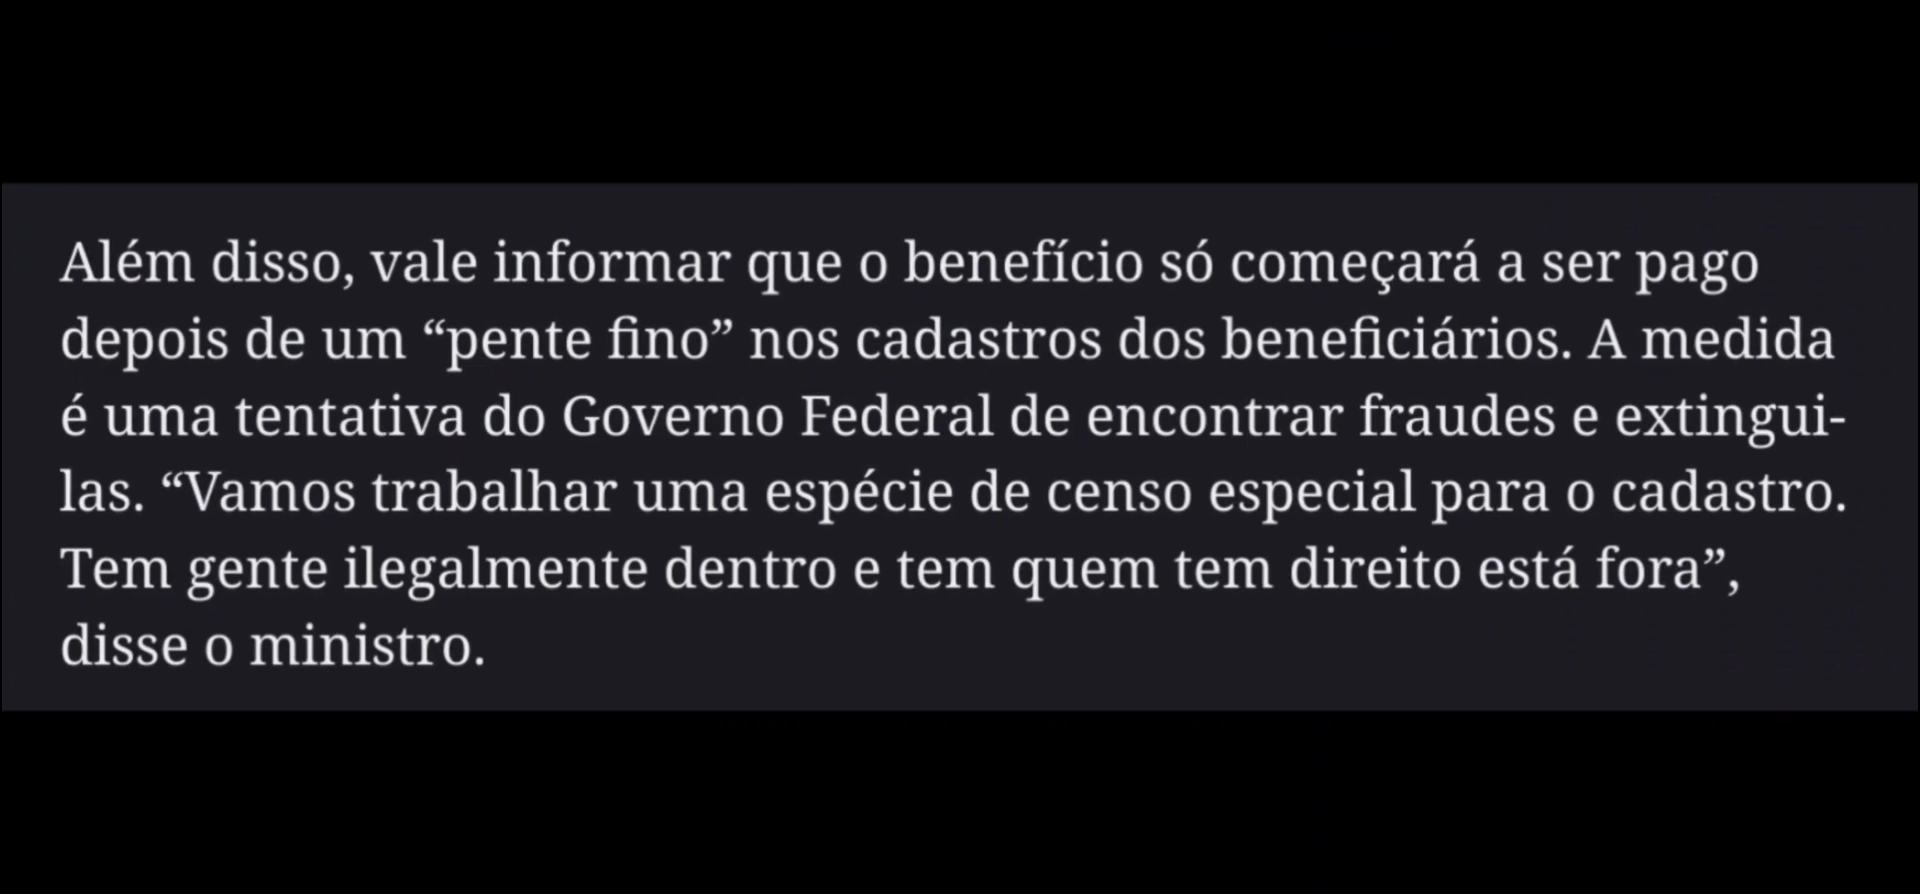 Além disso, vale informar que o benefício só começará a ser pago
depois de um “pente fino” nos cadastros dos beneficiários. A medida
é uma tentativa do Governo Federal de encontrar fraudes e extingui-
las. “Vamos trabalhar uma espécie de censo especial para o cadastro.
Tem gente ilegalmente dentro e tem quem tem direito está fora”,
disse o ministro.